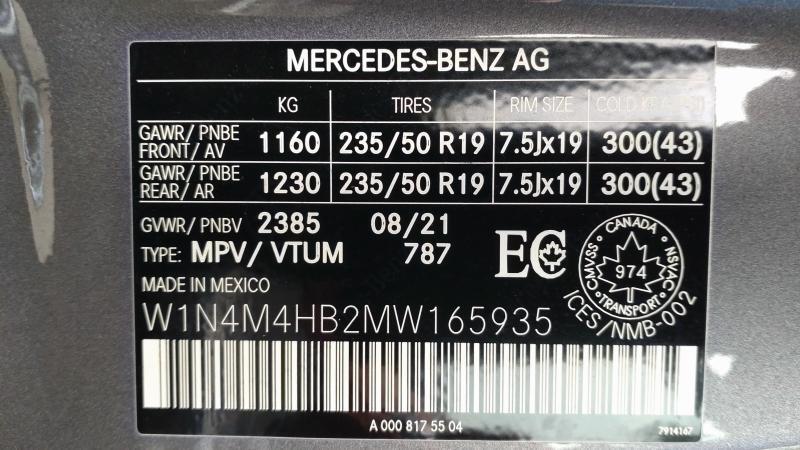 MERCEDES-BENZ AG
KG TIRES RIM SIZE COLD
GAWR/ PNBE
FRONT/ AV 1160 235/50 R19 7.5Jx19 300(43)
GAWR/ PNBE
REAR/ AR 1230 235/50 R19 7.5Jx19 300(43)
GVWR/ PNBV 2385 08/21
TYPE: MPV/ VTUM 787
EC
CANADA
CMVSS 974 NSVAC
TRANSPORT
ICES/NMB-002
MADE IN MEXICO
W1N4M4HB2MW165935
A 000 817 55 04
7914167